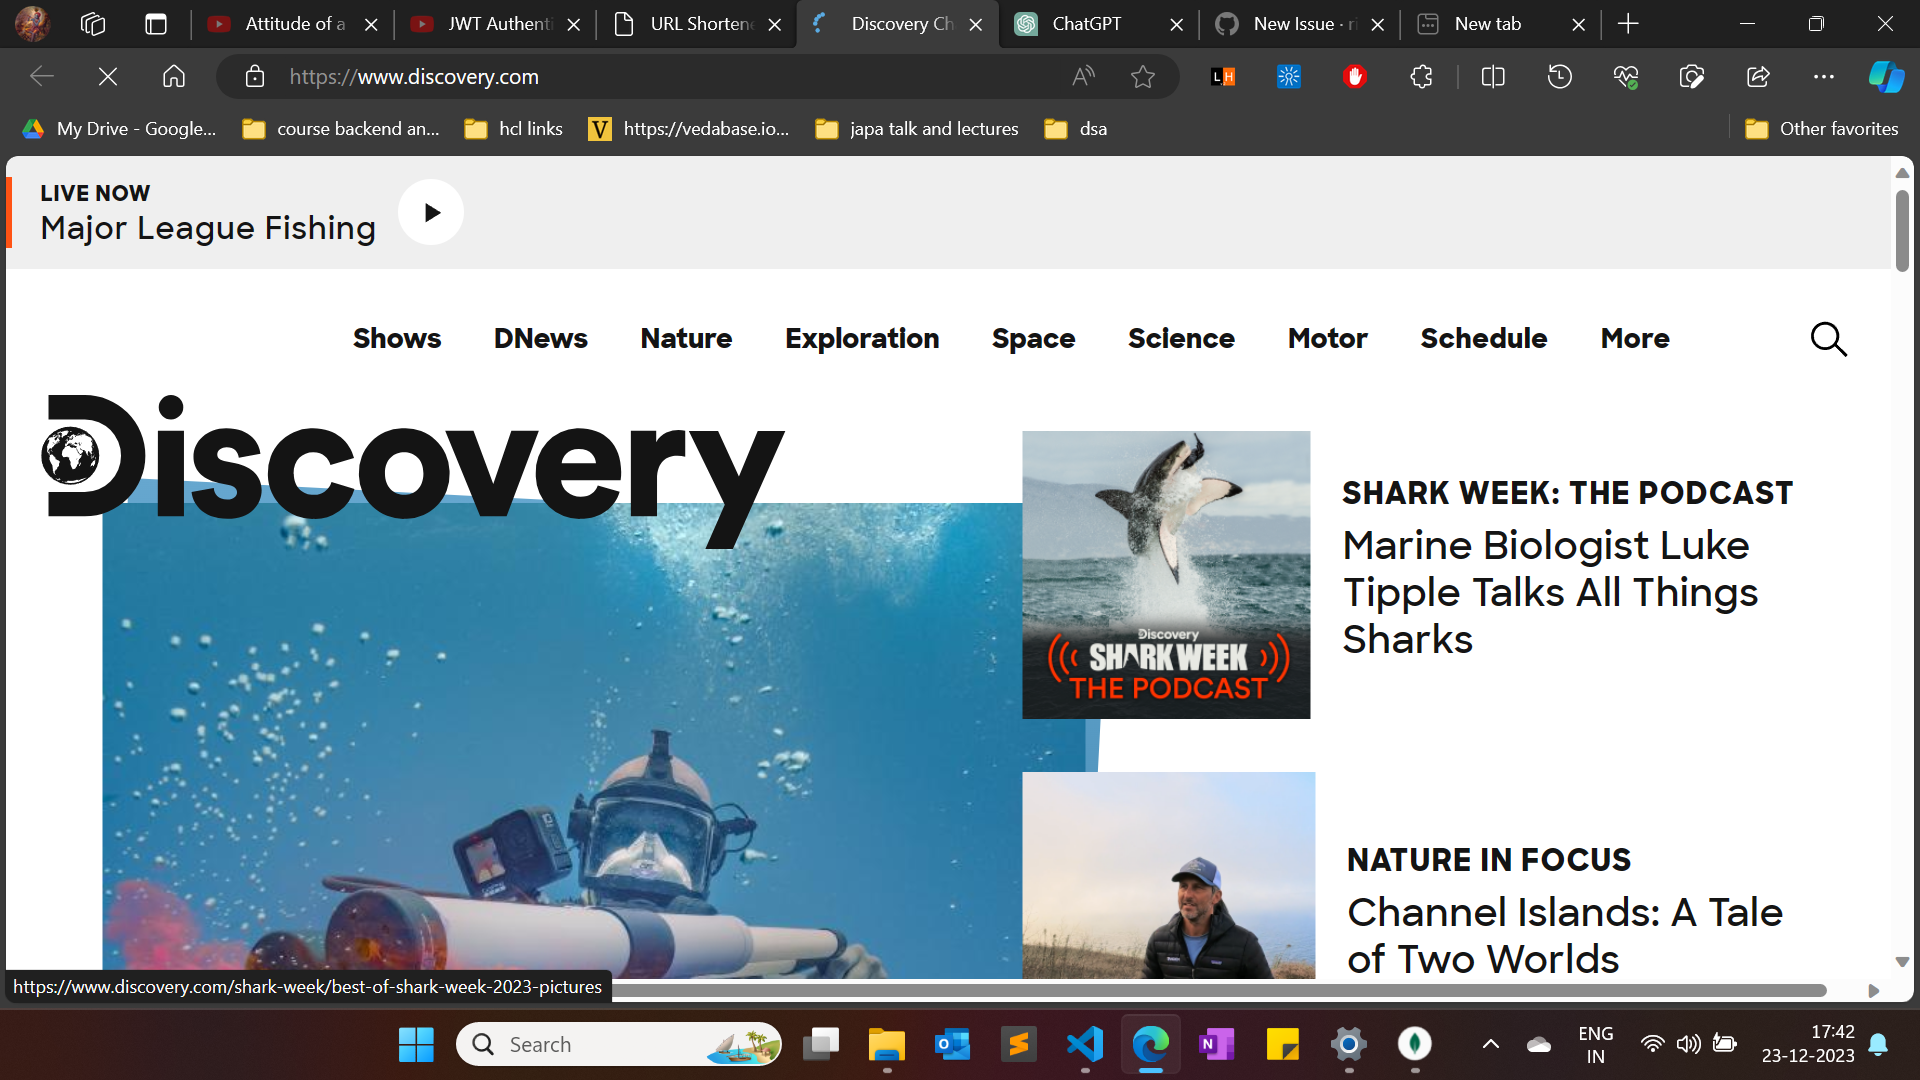 Attitude of a
JWT Authenti
URL Shortene
Discovery Ch
ChatGPT
New Issue · ri
New tab
https://www.discovery.com
A
LH
My Drive - Google...
course backend an...
hcl links
V
https://vedabase.io...
japa talk and lectures
dsa
Other favorites
LIVE NOW
Major League Fishing
Shows
DNews
Nature
Exploration
Space
Science
Motor
Schedule
More
Discovery
Discovery
SHARK WEEK
THE PODCAST
SHARK WEEK: THE PODCAST
Marine Biologist Luke
Tipple Talks All Things
Sharks
NATURE IN FOCUS
Channel Islands: A Tale
of Two Worlds
https://www.discovery.com/shark-week/best-of-shark-week-2023-pictures
Search
ENG
IN
17:42
23-12-2023